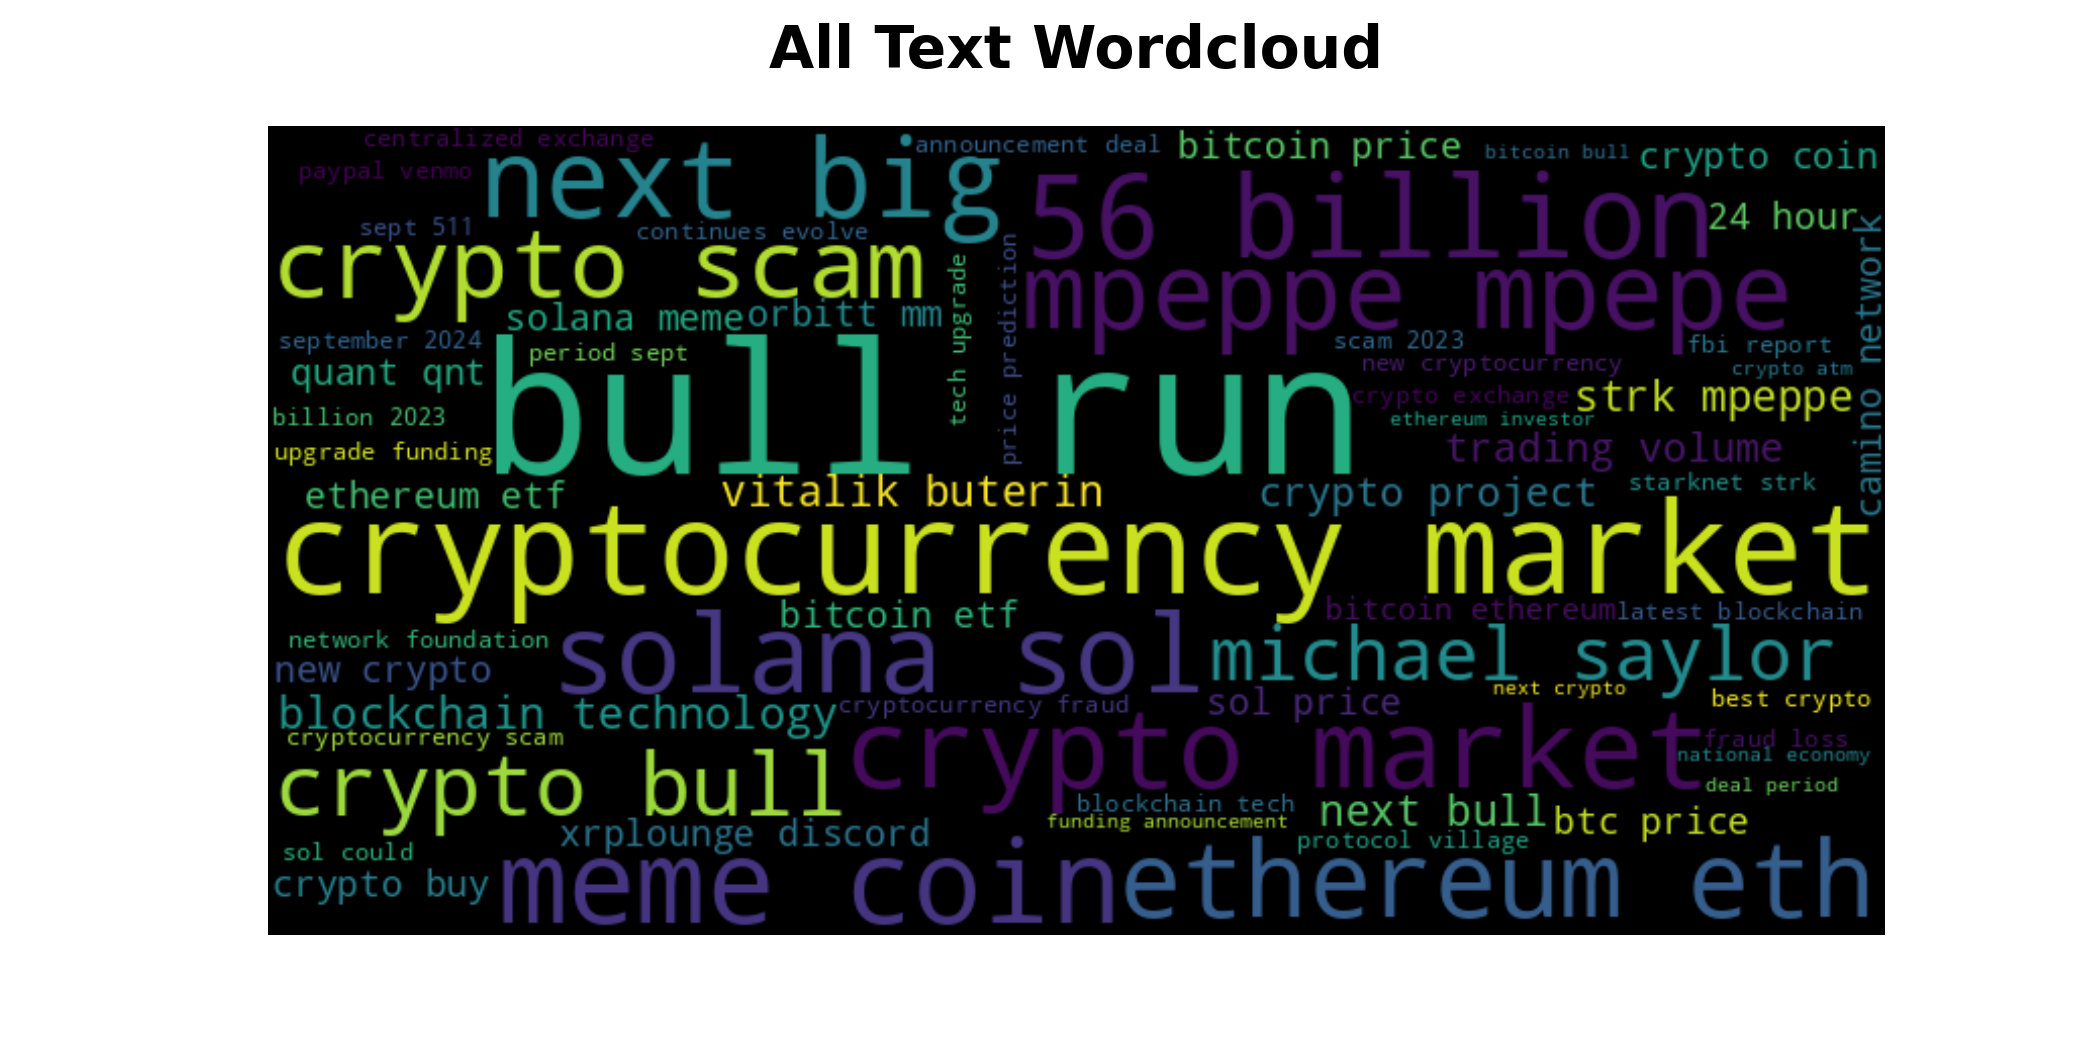 All Text Wordcloud
centralized exchange
announcement deal
bitcoin price
bitcoin bull
crypto coin
paypal venmo
next big
56 billion
24 hour
sept 511
continues evolve
crypto scam
tech upgrade
price prediction
mpeppe mpepe
camino network
solana meme
orbitt mm
september 2024
period sept
scam 2023
fbi report
quant qnt
bull run
new cryptocurrency
crypto atm
crypto exchange
strk mpeppe
billion 2023
ethereum investor
upgrade funding
trading volume
ethereum etf
vitalik buterin
crypto project
starknet strk
cryptocurrency market
bitcoin etf
bitcoin ethereum
latest blockchain
network foundation
new crypto
solana sol
michael saylor
blockchain technology
cryptocurrency fraud
sol price
next crypto
best crypto
cryptocurrency scam
crypto market
fraud loss
national economy
crypto bull
deal period
blockchain tech
next bull
funding announcement
btc price
xrplounge discord
protocol village
sol could
crypto buy
meme coin
ethereum eth